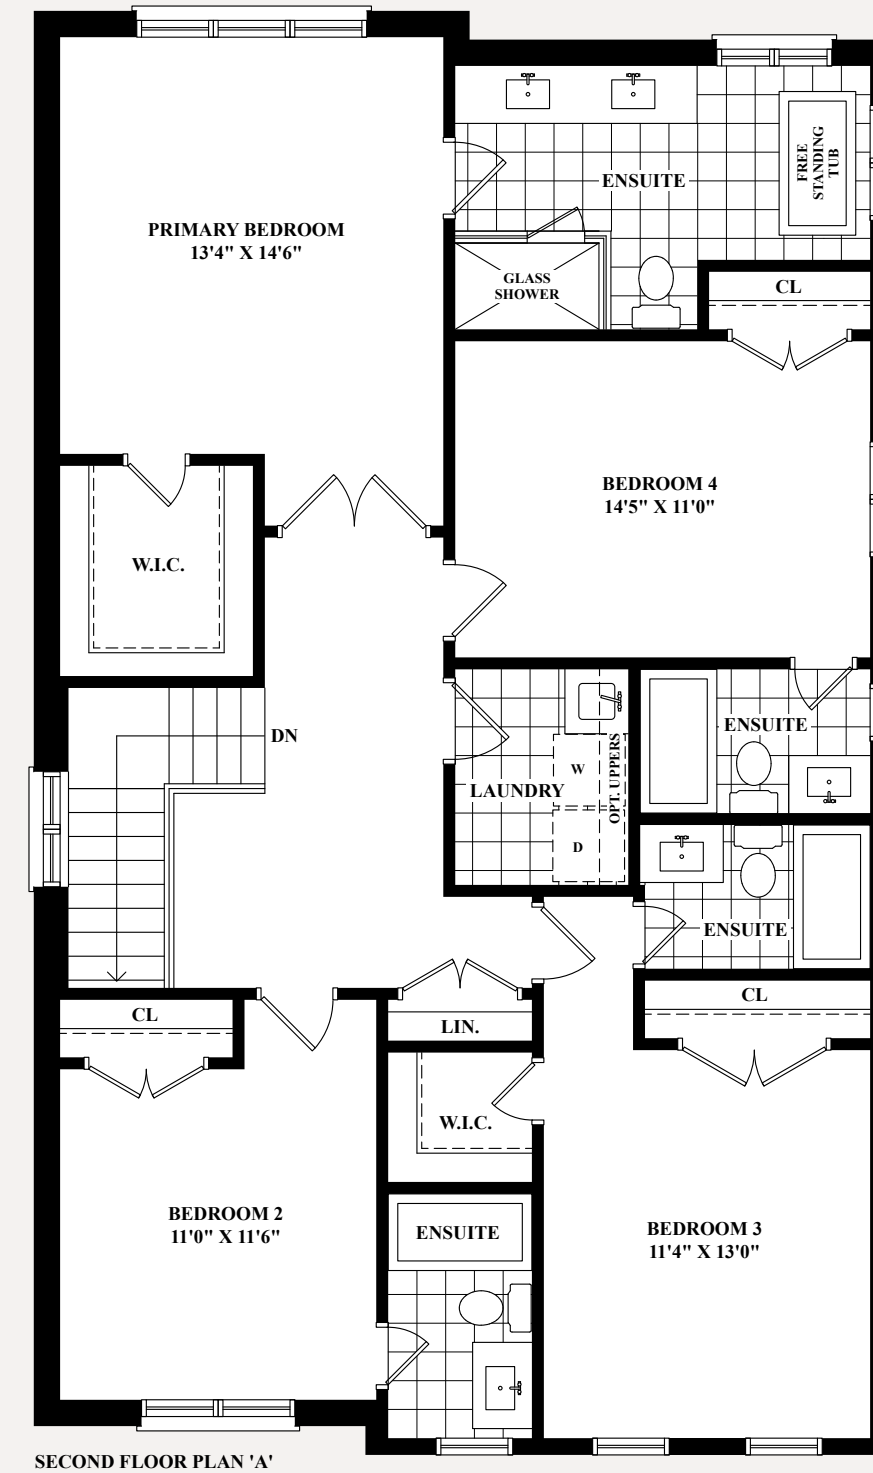 PRIMARY BEDROOM
13'4" X 14'6"
ENSUITE
FREE
STANDING
TUB
GLASS
SHOWER
CL
BEDROOM 4
14'5" X 11'0"
W.I.C.
DN
ENSUITE
LAUNDRY
W
D
OPT. UPPERS
ENSUITE
CL
LIN.
CL
W.I.C.
BEDROOM 2
11'0" X 11'6"
ENSUITE
BEDROOM 3
11'4" X 13'0"
SECOND FLOOR PLAN 'A'